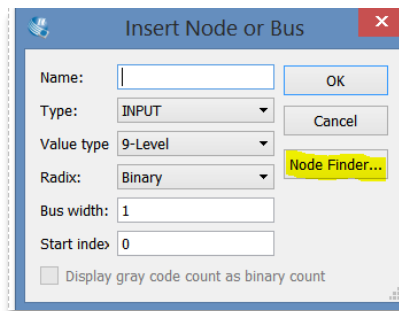 Insert Node or Bus
Name:
OK
Type: INPUT
Cancel
Value type 9-Level
Node Finder...
Radix: Binary
Bus width: 1
Start index 0
Display gray code count as binary count